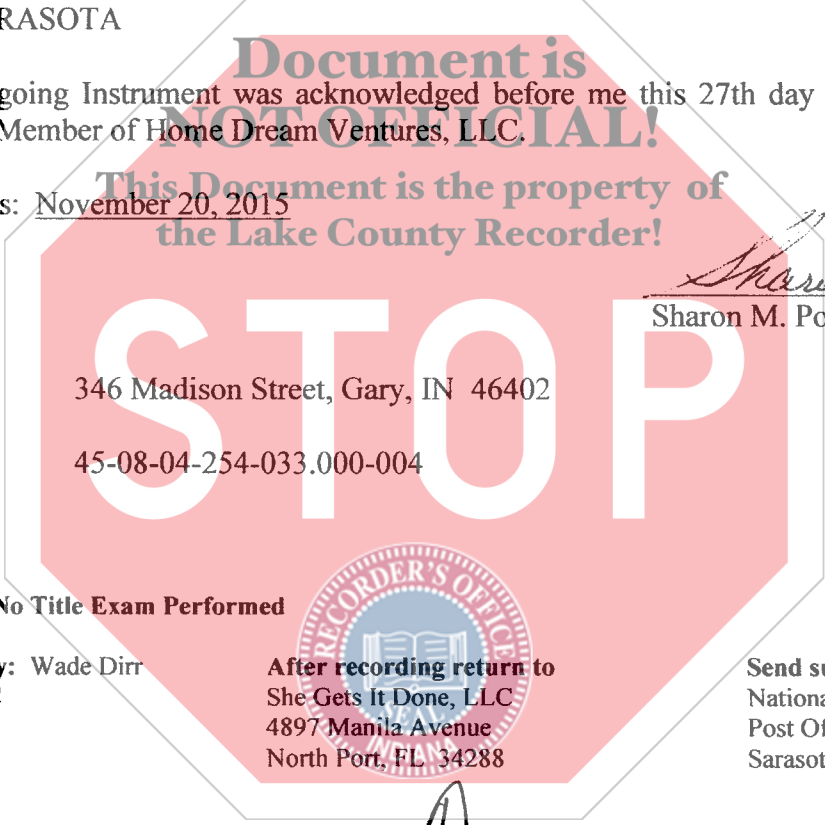 RASOTA
Document is
NOT OFFICIAL!
This Document is the property of
the Lake County Recorder!
going Instrument was acknowledged before me this 27th day
Member of Home Dream Ventures, LLC.
s: November 20, 2015
Sharon M. Po
STOP
346 Madison Street, Gary, IN 46402
45-08-04-254-033.000-004
No Title Exam Performed
RECORDER'S OFFICE
SEAL
INDIANA
y: Wade Dirr
After recording return to
She Gets It Done, LLC
4897 Manila Avenue
North Port, FL 34288
Send su
Nationa
Post Of
Sarasot